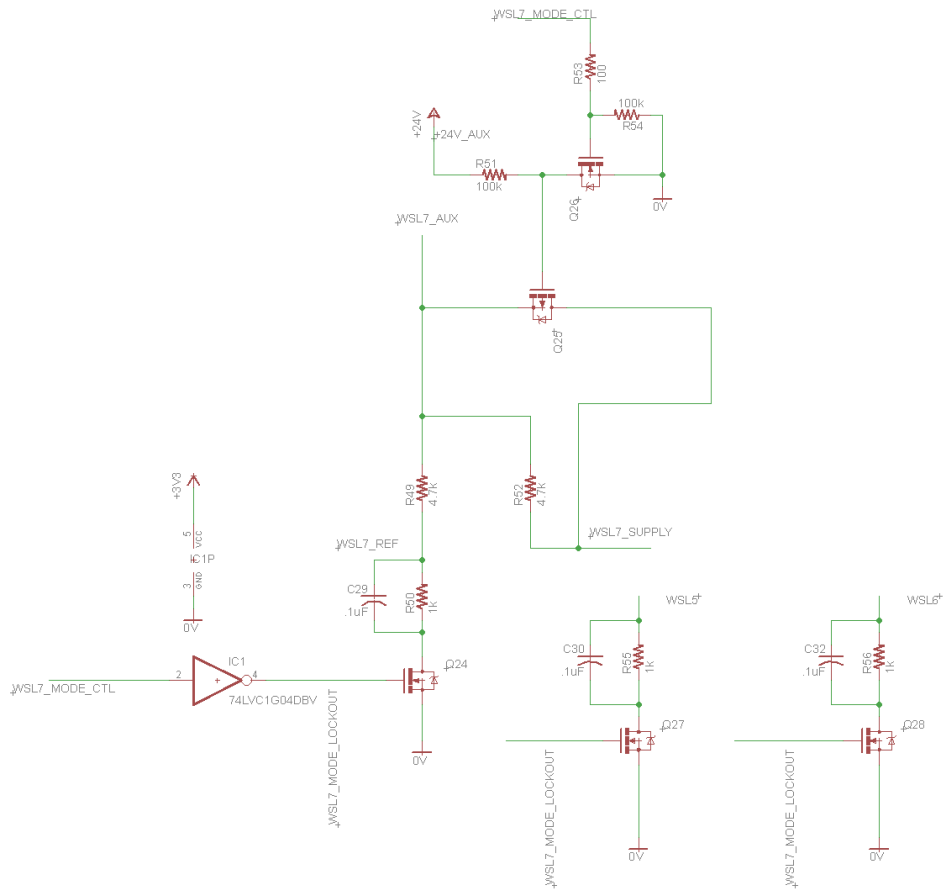 WSL7_MODE_CTL
R53
100
100k
R54
+24V
+24V_AUX
R51
100k
Q26
0V
WSL7_AUX
Q25
R49
4.7k
R52
4.7k
+3V3
5
VCC
IC1P
3
GND
0V
WSL7_REF
WSL7_SUPPLY
C29
.1uF
R50
1k
WSL5
WSL6
IC1
2
4
74LVC1G04DBV
WSL7_MODE_CTL
Q24
WSL7_MODE_LOCKOUT
0V
C30
.1uF
R55
1k
Q27
WSL7_MODE_LOCKOUT
0V
C32
.1uF
R56
1k
Q28
WSL7_MODE_LOCKOUT
0V